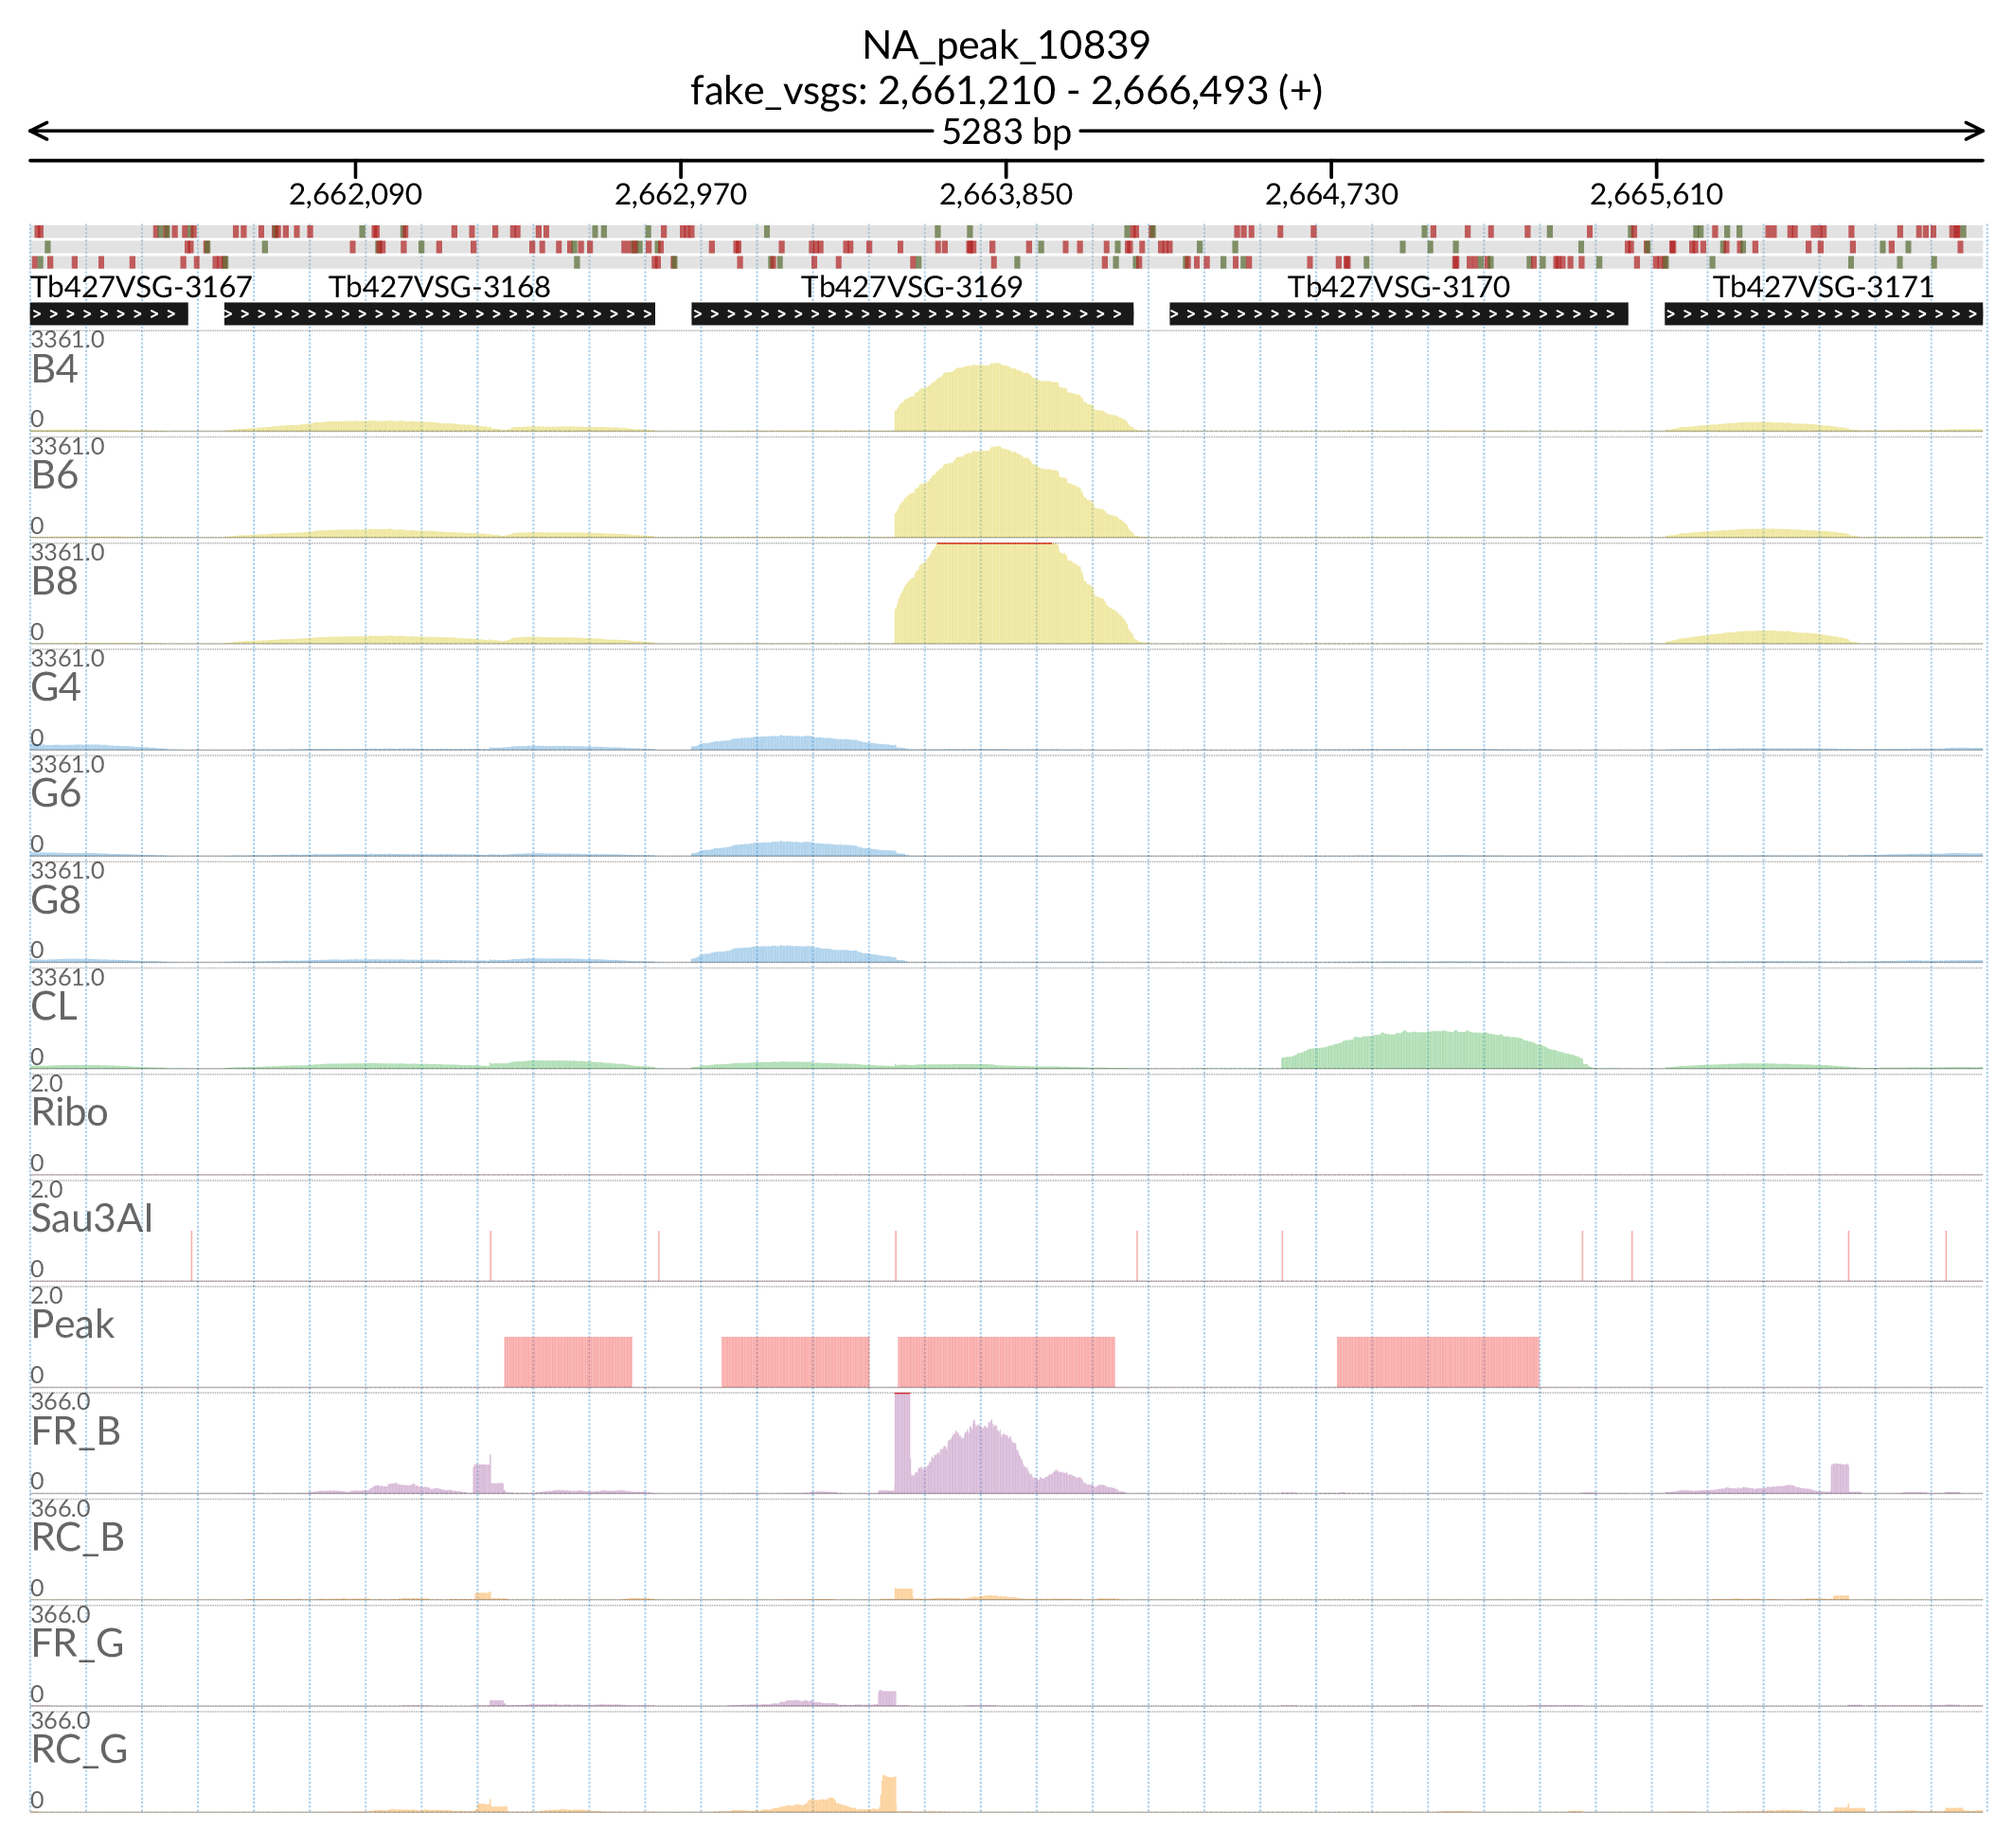 NA_peak_10839
fake_vsgs: 2,661,210 - 2,666,493 (+)
5283 bp
2,662,090 2,662,970 2,663,850 2,664,730 2,665,610
Tb427VSG-3167 Tb427VSG-3168 Tb427VSG-3169 Tb427VSG-3170 Tb427VSG-3171
3361.0
B4
0
3361.0
B6
0
3361.0
B8
0
3361.0
G4
0
3361.0
G6
0
3361.0
G8
0
3361.0
CL
0
2.0
Ribo
0
2.0
Sau3AI
0
2.0
Peak
0
366.0
FR_B
0
366.0
RC_B
0
366.0
FR_G
0
366.0
RC_G
0